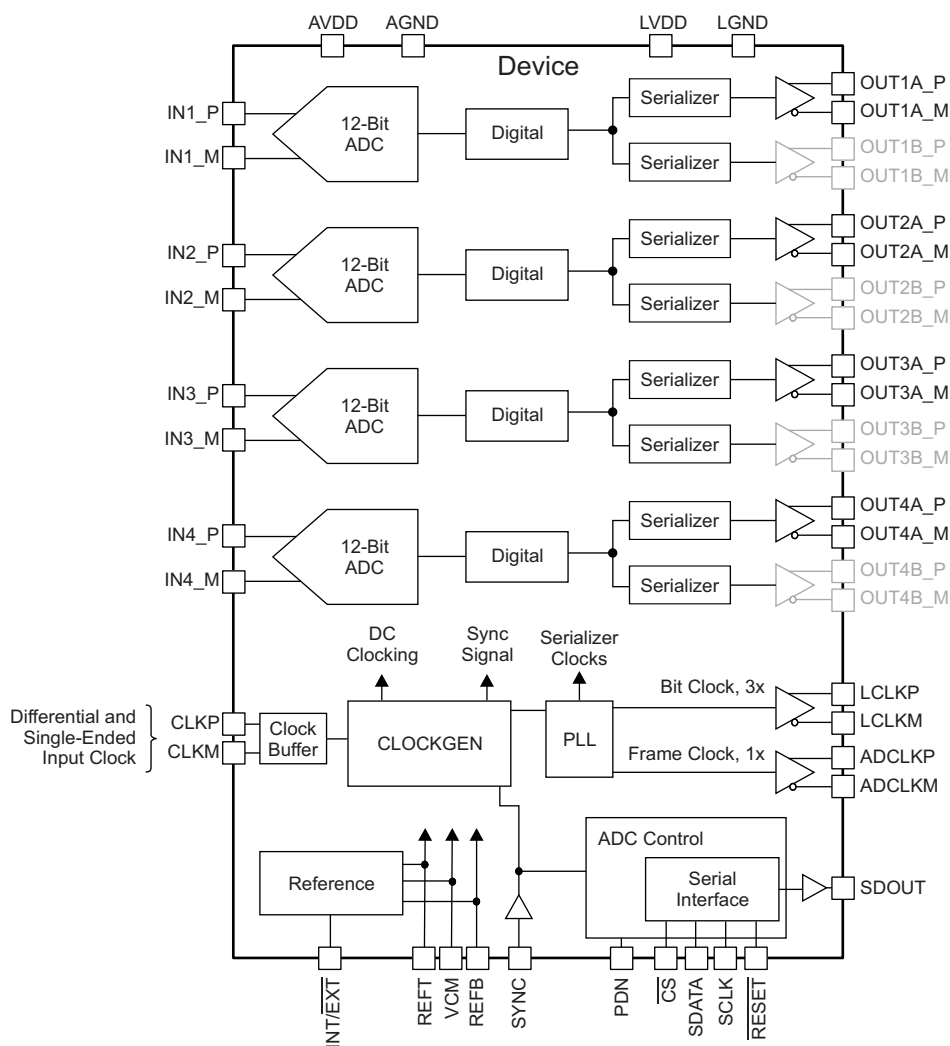 AVDD
AGND
LVDD
LGND
Device
IN1_P
IN1_M
12-Bit
ADC
Digital
Serializer
Serializer
OUT1A_P
OUT1A_M
OUT1B_P
OUT1B_M
IN2_P
IN2_M
12-Bit
ADC
Digital
Serializer
Serializer
OUT2A_P
OUT2A_M
OUT2B_P
OUT2B_M
IN3_P
IN3_M
12-Bit
ADC
Digital
Serializer
Serializer
OUT3A_P
OUT3A_M
OUT3B_P
OUT3B_M
IN4_P
IN4_M
12-Bit
ADC
Digital
Serializer
Serializer
OUT4A_P
OUT4A_M
OUT4B_P
OUT4B_M
DC
Clocking
Sync
Signal
Serializer
Clocks
Differential and
Single-Ended
Input Clock
CLKP
CLKM
Clock
Buffer
CLOCKGEN
PLL
Bit Clock, 3x
Frame Clock, 1x
LCLKP
LCLKM
ADCLKP
ADCLKM
Reference
ADC Control
Serial
Interface
SDOUT
INT/EXT
REFT
VCM
REFB
SYNC
PDN
CS
SDATA
SCLK
RESET